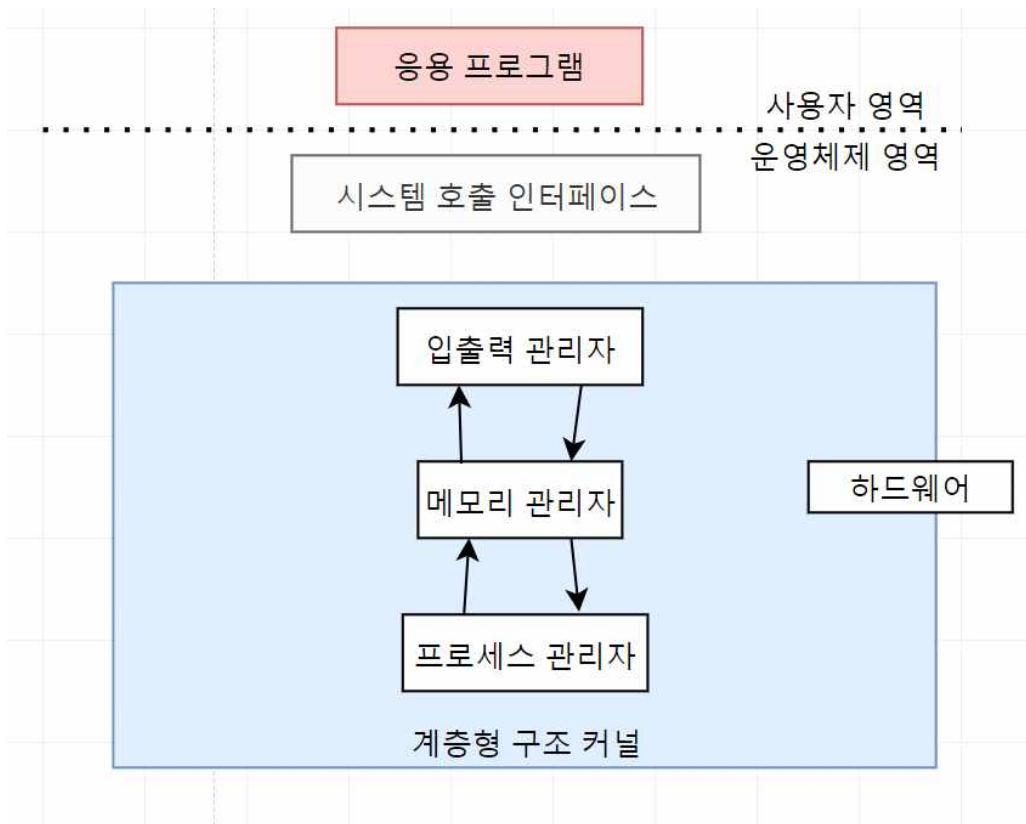 응용 프로그램
사용자 영역
운영체제 영역
시스템 호출 인터페이스
입출력 관리자
메모리 관리자
하드웨어
프로세스 관리자
계층형 구조 커널